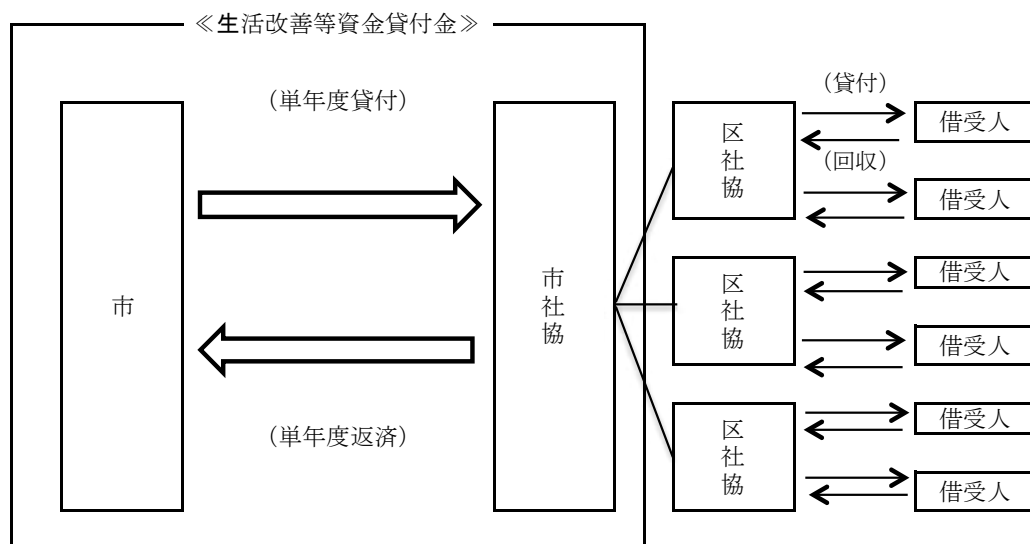 ≪生活改善等資金貸付金≫
(単年度貸付)
市
(単年度返済)
市社協
(貸付)
(回収)
区社協
借受人
借受人
区社協
借受人
借受人
区社協
借受人
借受人